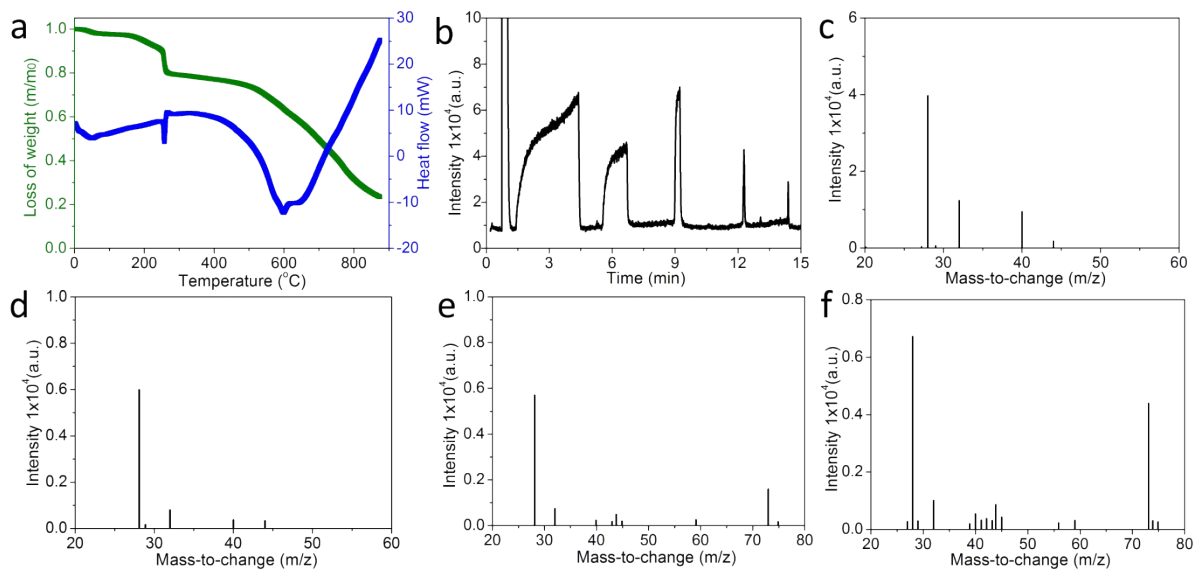 a
Loss of weight (m/m0)
1.0
0.8
0.6
0.4
0.2
0.0
0 200 400 600 800
Temperature (°C)
30
20
10
0
-10
-20
Heat flow (mW)
b
Intensity 1x10⁴(a.u.)
10
8
6
4
2
0
0 3 6 9 12 15
Time (min)
c
Intensity 1x10⁴(a.u.)
6
4
2
0
20 30 40 50 60
Mass-to-change (m/z)
d
Intensity 1x10⁴(a.u.)
1.0
0.8
0.6
0.4
0.2
0.0
20 30 40 50 60
Mass-to-change (m/z)
e
Intensity 1x10⁴(a.u.)
1.0
0.8
0.6
0.4
0.2
0.0
20 30 40 50 60 70 80
Mass-to-change (m/z)
f
Intensity 1x10⁴(a.u.)
0.8
0.6
0.4
0.2
0.0
20 30 40 50 60 70 80
Mass-to-change (m/z)